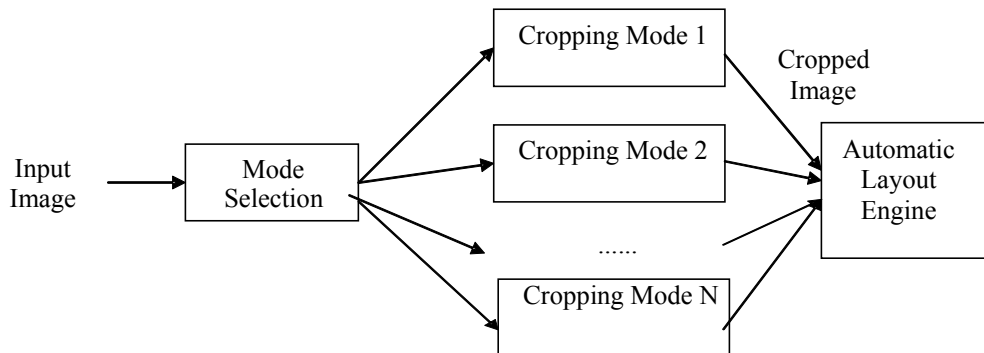 Input
Image
Mode
Selection
Cropping Mode 1
Cropping Mode 2
......
Cropping Mode N
Cropped
Image
Automatic
Layout
Engine